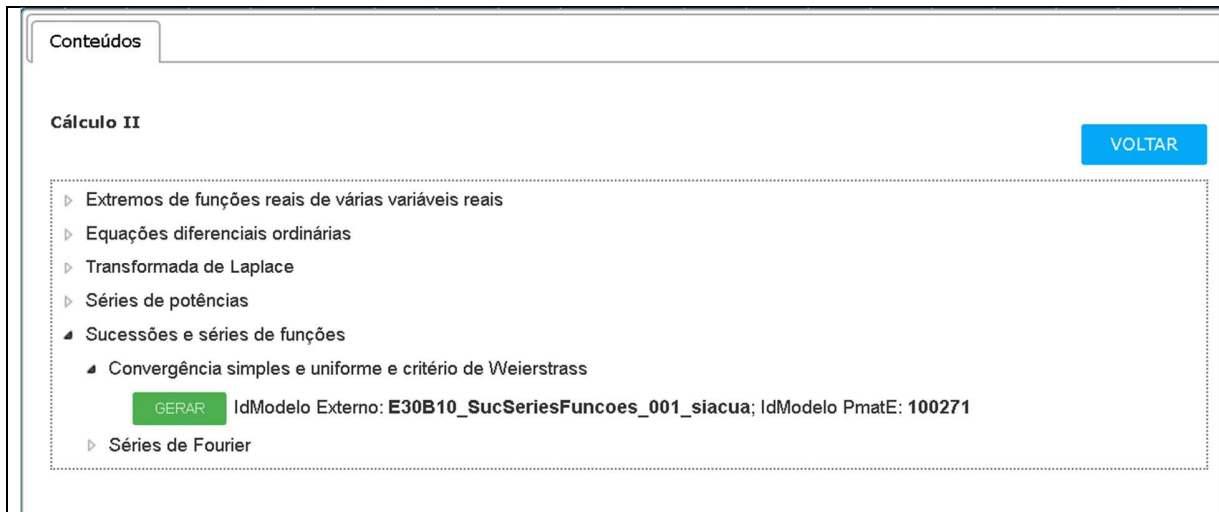 Conteúdos
Cálculo II
VOLTAR
Extremos de funções reais de várias variáveis reais
Equações diferenciais ordinárias
Transformada de Laplace
Séries de potências
Sucessões e séries de funções
Convergência simples e uniforme e critério de Weierstrass
GERAR IdModelo Externo: E30B10_SucSeriesFuncoes_001_siacua; IdModelo PmatE: 100271
Séries de Fourier